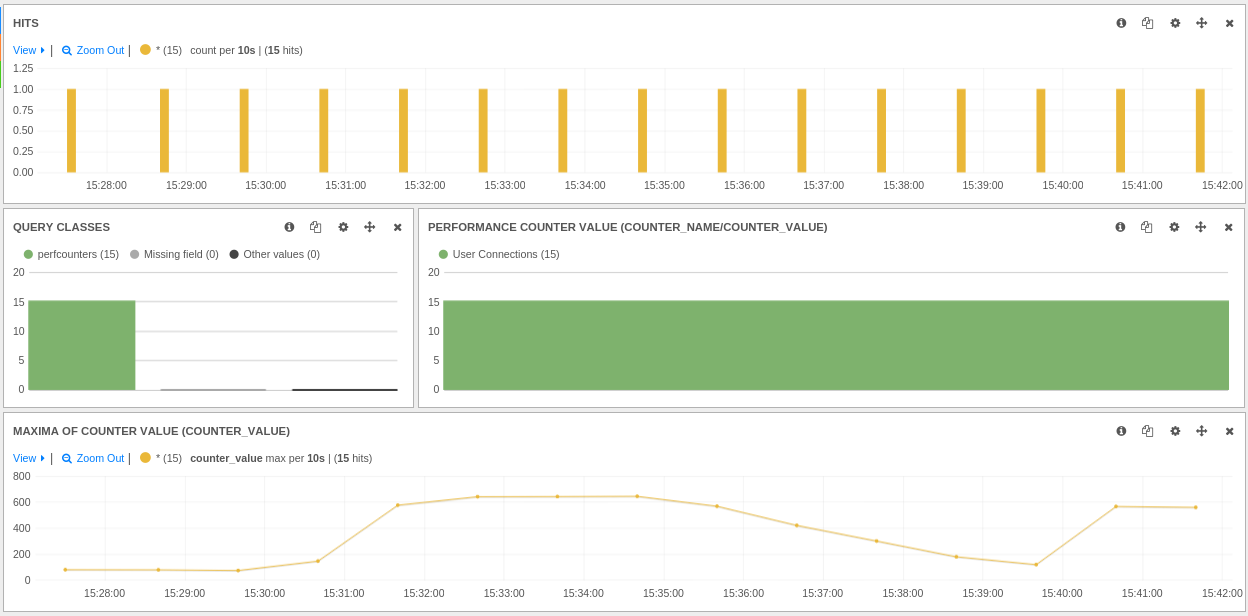 HITS
View | Zoom Out | * (15) count per 10s | (15 hits)
1.25
1.00
0.75
0.50
0.25
0.00
15:28:00 15:29:00 15:30:00 15:31:00 15:32:00 15:33:00 15:34:00 15:35:00 15:36:00 15:37:00 15:38:00 15:39:00 15:40:00 15:41:00 15:42:00
QUERY CLASSES
perfcounters (15) Missing field (0) Other values (0)
20
15
10
5
0
PERFORMANCE COUNTER VALUE (COUNTER_NAME/COUNTER_VALUE)
User Connections (15)
20
15
10
5
0
MAXIMA OF COUNTER VALUE (COUNTER_VALUE)
View | Zoom Out | * (15) counter_value max per 10s | (15 hits)
800
600
400
200
0
15:28:00 15:29:00 15:30:00 15:31:00 15:32:00 15:33:00 15:34:00 15:35:00 15:36:00 15:37:00 15:38:00 15:39:00 15:40:00 15:41:00 15:42:00